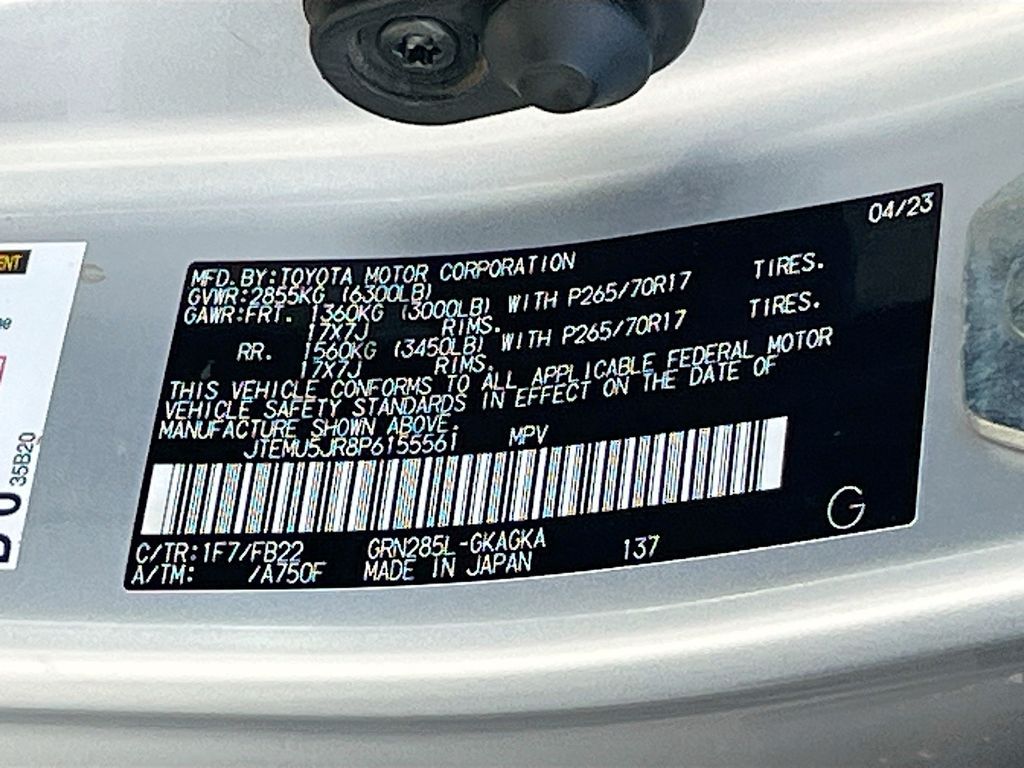 04/23
MFD.BY:TOYOTA MOTOR CORPORATION
GVWR:2855KG (6300LB)
GAWR:FRT. 1360KG (3000LB) WITH P265/70R17 TIRES.
17X7J RIMS.
RR. 1560KG (3450LB) WITH P265/70R17 TIRES.
17X7J RIMS.
THIS VEHICLE CONFORMS TO ALL APPLICABLE FEDERAL MOTOR
VEHICLE SAFETY STANDARDS IN EFFECT ON THE DATE OF
MANUFACTURE SHOWN ABOVE.
JTEMU5JR8P6155561 MPV
C/TR:1F7/FB22 GRN285L-GKAGKA 137 G
A/TM: /A750F MADE IN JAPAN
35B20